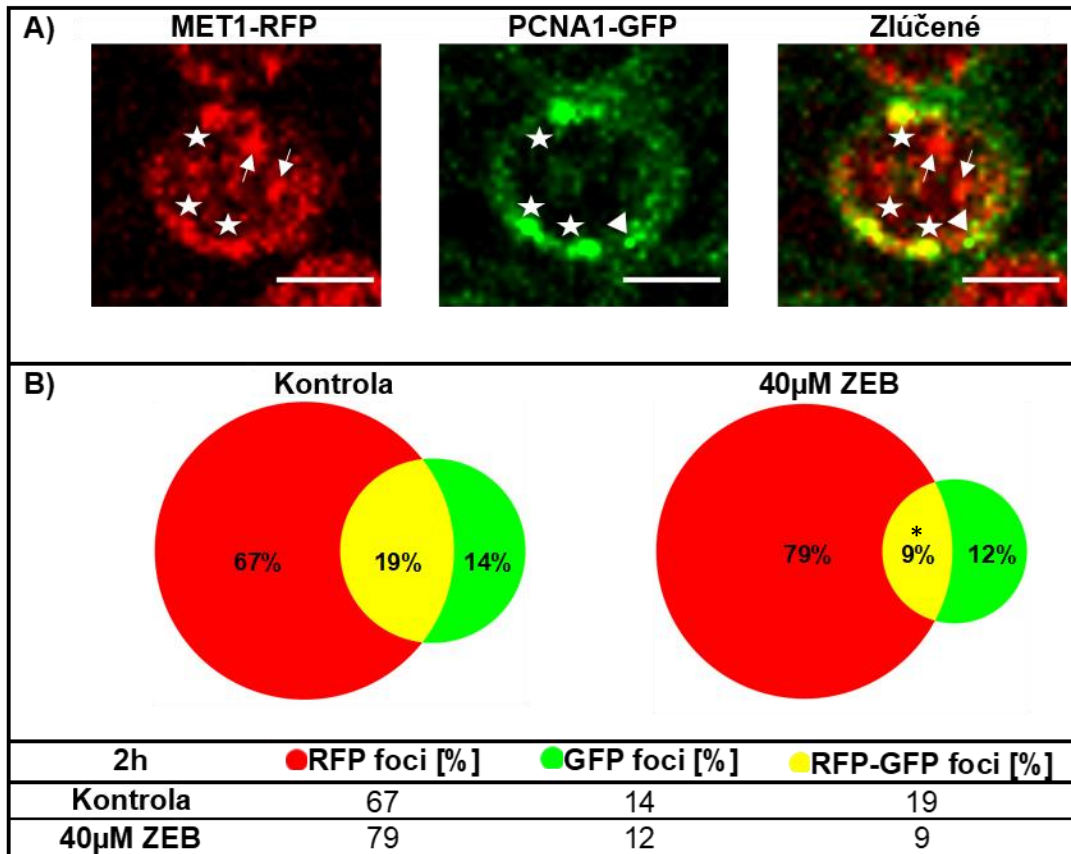 A) MET1-RFP PCNA1-GFP Zlúčené
B) Kontrola 40µM ZEB
67% 19% 14% 79% * 9% 12%
2h RFP foci [%] GFP foci [%] RFP-GFP foci [%]
Kontrola 67 14 19
40µM ZEB 79 12 9